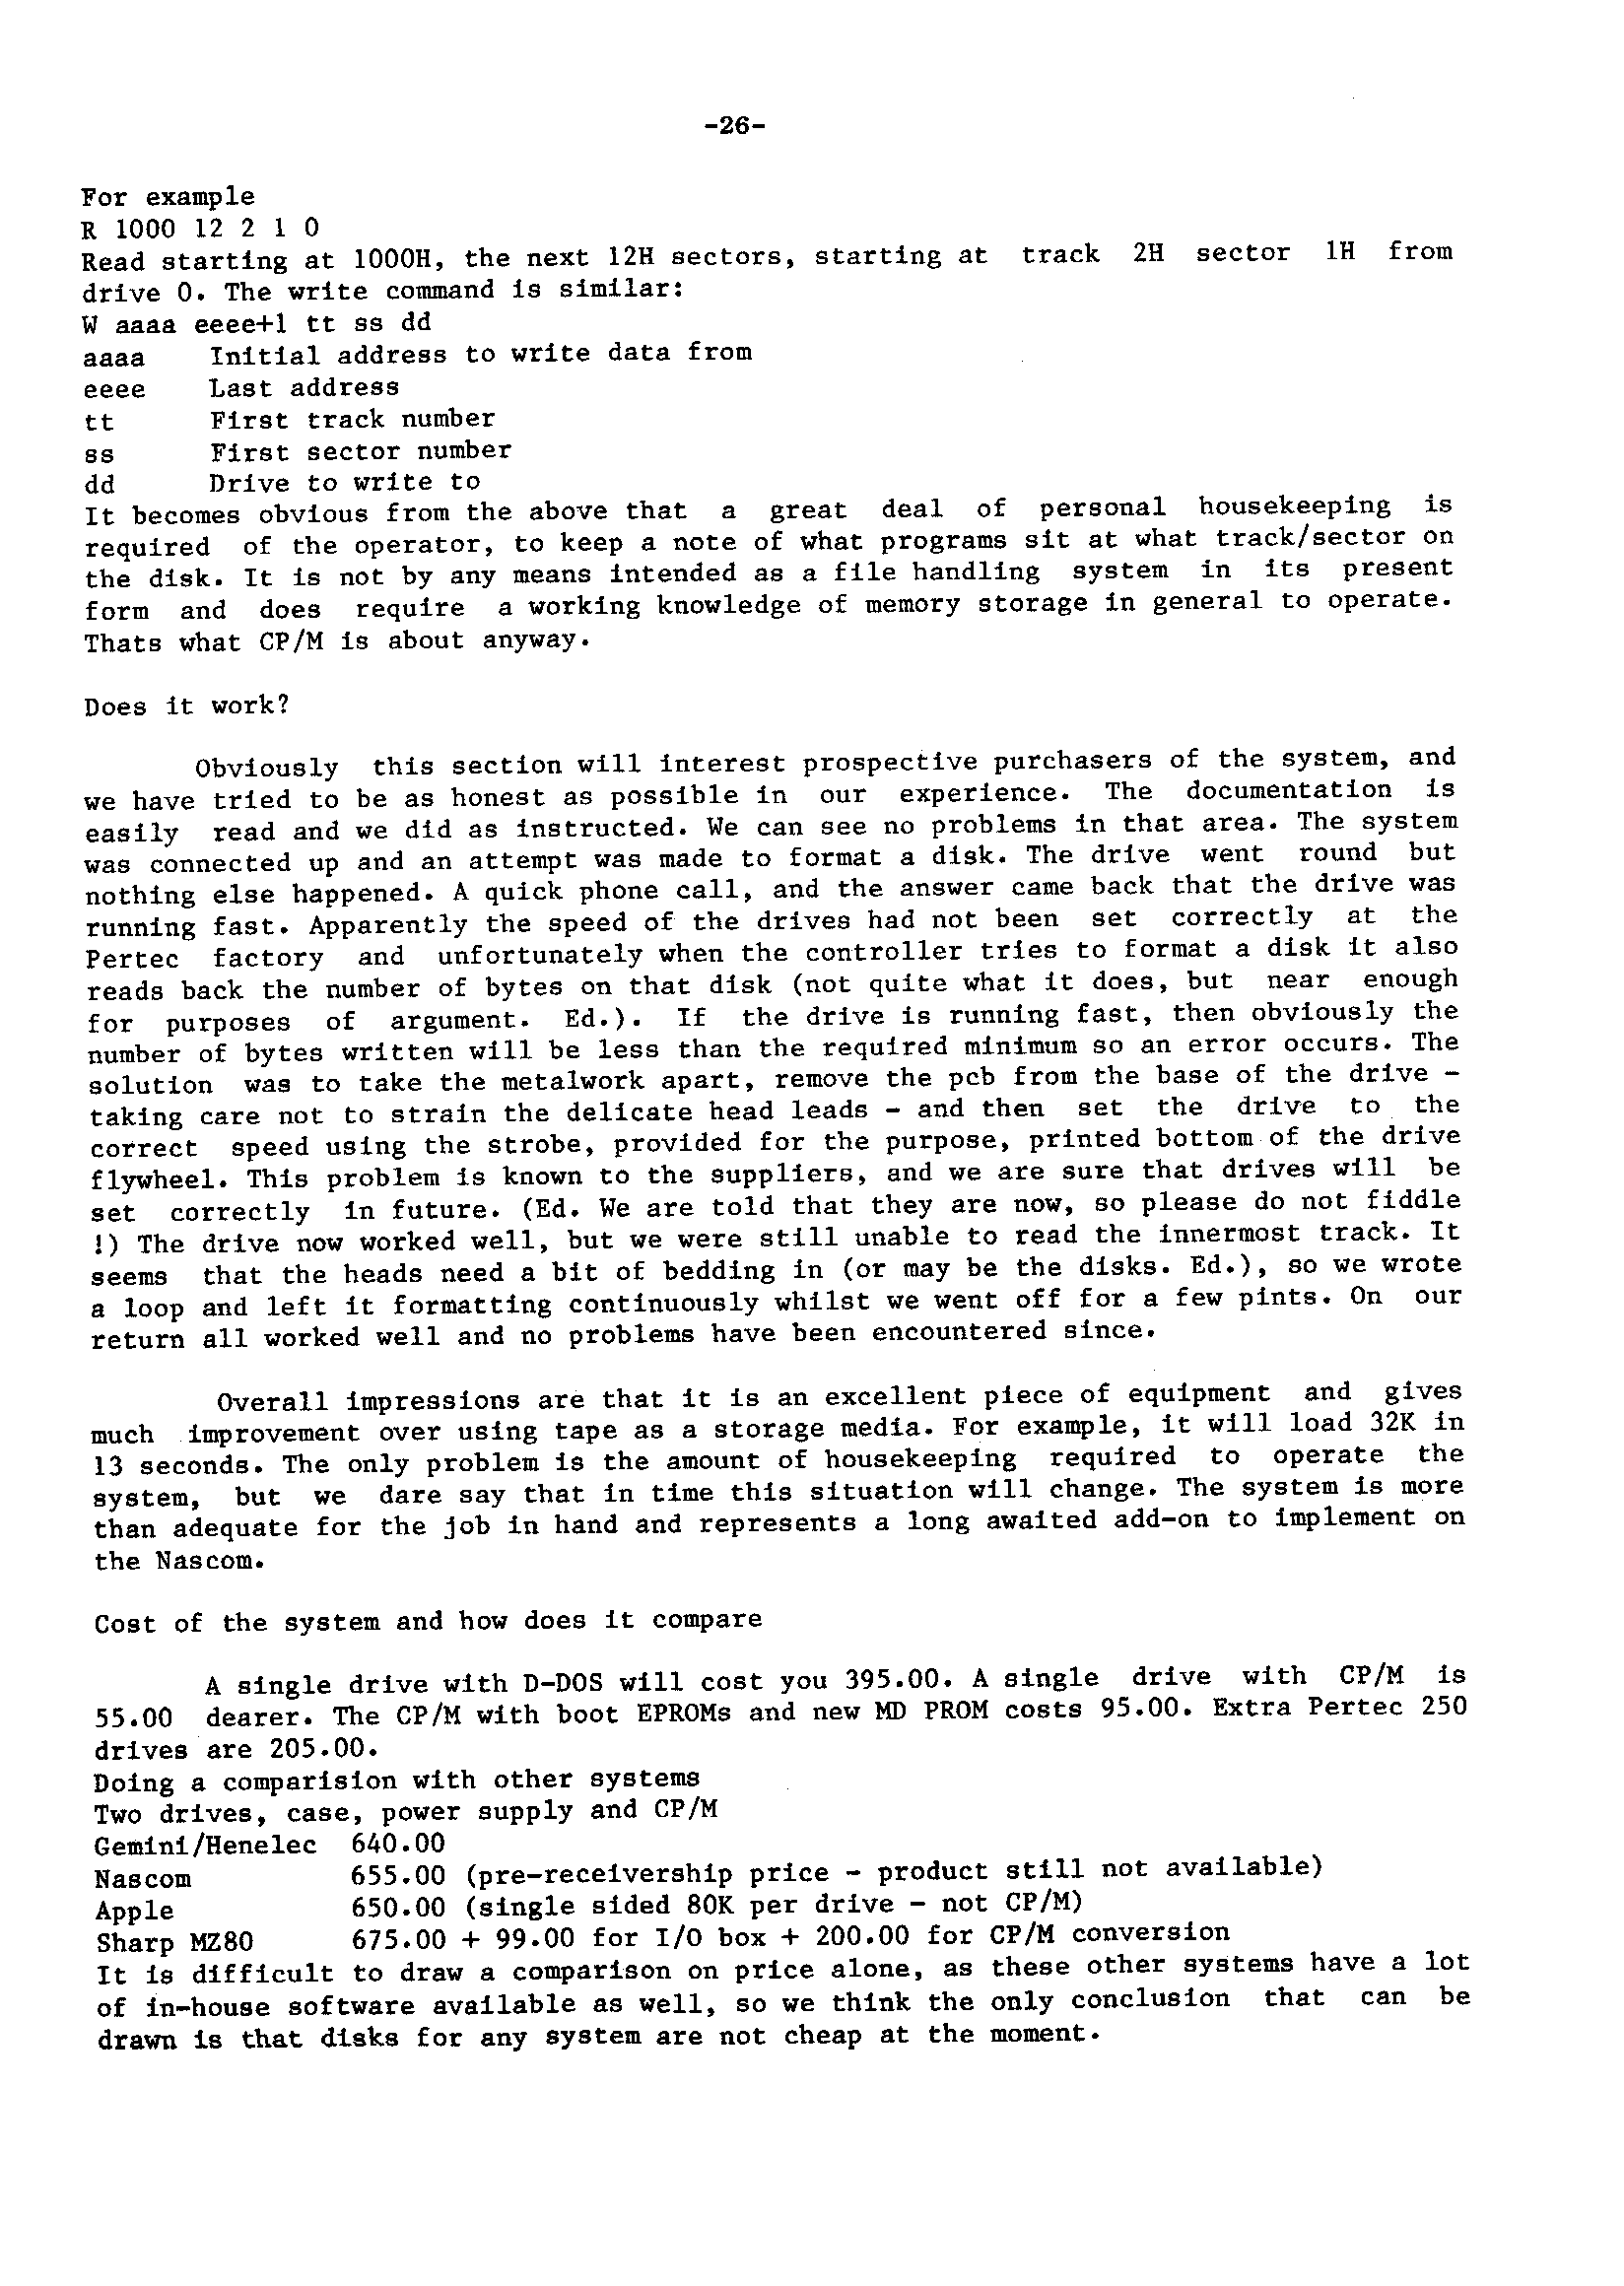 -26-
For example
R 1000 12 2 1 0
Read starting at 1000H, the next 12H sectors, starting at track 2H sector 1H from
drive 0. The write command is similar:
W aaaa eeee+1 tt ss dd
aaaa Initial address to write data from
eeee Last address
tt First track number
ss First sector number
dd Drive to write to
It becomes obvious from the above that a great deal of personal housekeeping is
required of the operator, to keep a note of what programs sit at what track/sector on
the disk. It is not by any means intended as a file handling system in its present
form and does require a working knowledge of memory storage in general to operate.
Thats what CP/M is about anyway.
Does it work?
Obviously this section will interest prospective purchasers of the system, and
we have tried to be as honest as possible in our experience. The documentation is
easily read and we did as instructed. We can see no problems in that area. The system
was connected up and an attempt was made to format a disk. The drive went round but
nothing else happened. A quick phone call, and the answer came back that the drive was
running fast. Apparently the speed of the drives had not been set correctly at the
Pertec factory and unfortunately when the controller tries to format a disk it also
reads back the number of bytes on that disk (not quite what it does, but near enough
for purposes of argument. Ed.). If the drive is running fast, then obviously the
number of bytes written will be less than the required minimum so an error occurs. The
solution was to take the metalwork apart, remove the pcb from the base of the drive -
taking care not to strain the delicate head leads - and then set the drive to the
correct speed using the strobe, provided for the purpose, printed bottom of the drive
flywheel. This problem is known to the suppliers, and we are sure that drives will be
set correctly in future. (Ed. We are told that they are now, so please do not fiddle
!) The drive now worked well, but we were still unable to read the innermost track. It
seems that the heads need a bit of bedding in (or may be the disks. Ed.), so we wrote
a loop and left it formatting continuously whilst we went off for a few pints. On our
return all worked well and no problems have been encountered since.
Overall impressions are that it is an excellent piece of equipment and gives
much improvement over using tape as a storage media. For example, it will load 32K in
13 seconds. The only problem is the amount of housekeeping required to operate the
system, but we dare say that in time this situation will change. The system is more
than adequate for the job in hand and represents a long awaited add-on to implement on
the Nascom.
Cost of the system and how does it compare
A single drive with D-DOS will cost you 395.00. A single drive with CP/M is
55.00 dearer. The CP/M with boot EPROMs and new MD PROM costs 95.00. Extra Pertec 250
drives are 205.00.
Doing a comparision with other systems
Two drives, case, power supply and CP/M
Gemini/Henelec 640.00
Nascom 655.00 (pre-receivership price - product still not available)
Apple 650.00 (single sided 80K per drive - not CP/M)
Sharp MZ80 675.00 + 99.00 for I/O box + 200.00 for CP/M conversion
It is difficult to draw a comparison on price alone, as these other systems have a lot
of in-house software available as well, so we think the only conclusion that can be
drawn is that disks for any system are not cheap at the moment.